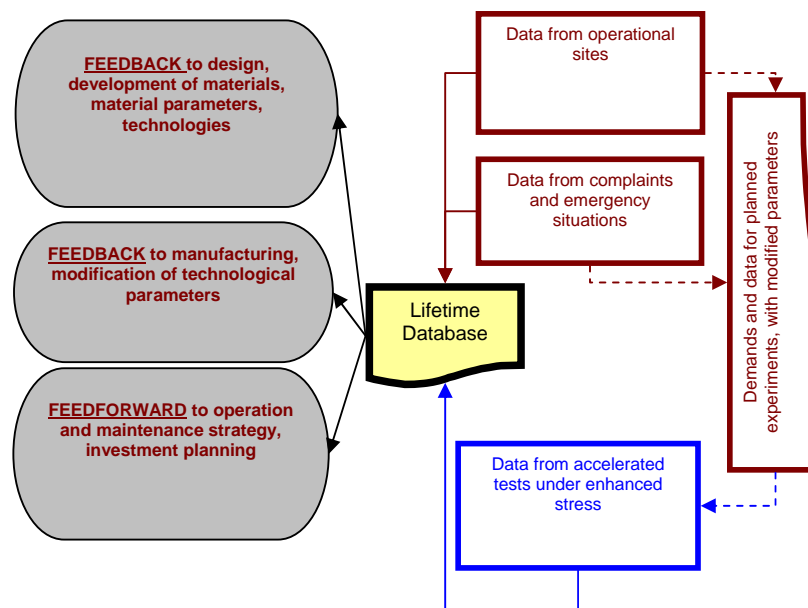 FEEDBACK to design,
development of materials,
material parameters,
technologies
FEEDBACK to manufacturing,
modification of technological
parameters
FEEDFORWARD to operation
and maintenance strategy,
investment planning
Lifetime
Database
Data from operational
sites
Data from complaints
and emergency
situations
Demands and data for planned
experiments, with modified parameters
Data from accelerated
tests under enhanced
stress